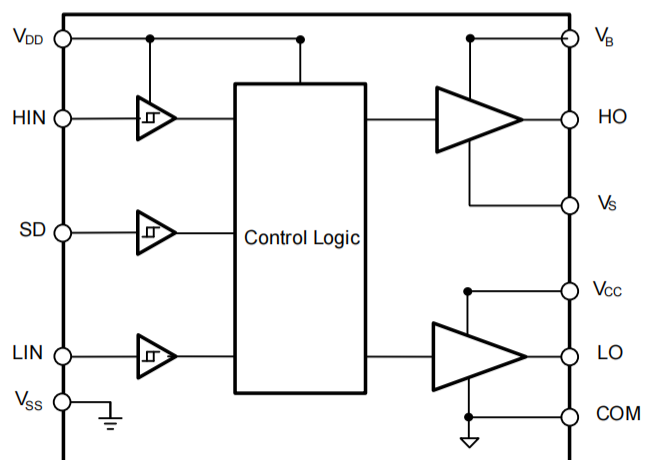 VDD
VB
HIN
HO
VS
SD
Control Logic
VCC
LIN
LO
VSS
COM